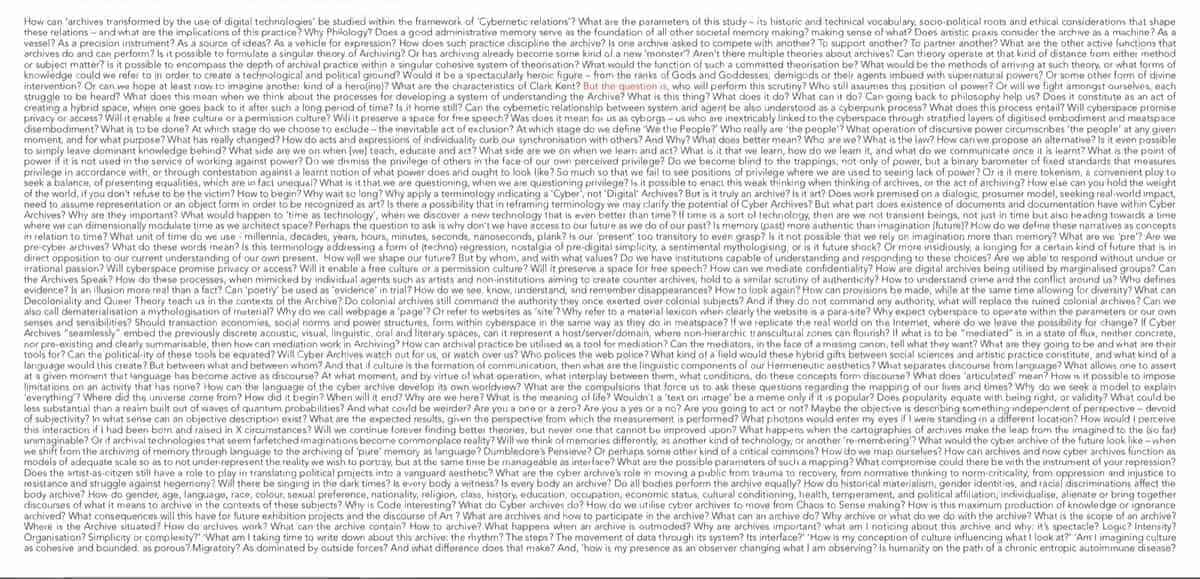 How can 'archives transformed by the use of digital technologies' be studied within the framework of 'Cybernetic relations'? What are the parameters of this study – its historic and technical vocabulary, socio-political roots and ethical considerations that shape
these relations – and what are the implications of this practice? Why Philology? Does a good administrative memory serve as the foundation of all other societal memory making? making sense of what? Does artistic praxis consider the archive as a machine? As a
vessel? As a precision instrument? As a source of ideas? As a vehicle for expression? How does such practice discipline the archive? Is one archive asked to compete with another? To support another? To partner another? What are the other active functions that
archives do and can perform? Is it possible to formulate a singular theory of Archiving? Or has archiving already become some kind of a new 'monster'? Aren't there multiple theories about archives? Can theory operate at that kind of distance from either method
or subject matter? Is it possible to encompass the depth of archival practice within a singular cohesive system of theorisation? What would the function of such a committed theorisation be? What would be the methods of arriving at such theory, or what forms of
knowledge could we refer to in order to create a technological and political ground? Would it be a spectacularly heroic figure – from the ranks of Gods and Goddesses, demigods or their agents imbued with supernatural powers? Or some other form of divine
intervention? Or can we hope at least now to imagine another kind of hero(ine)? What are the characteristics of Clark Kent? But the question is, who will perform this scrutiny? Who still assumes this position of power? Or will we fight amongst ourselves, each
struggle to be heard? What does this mean when we think about the processes for developing a system of understanding the Archive? What is this thing? What does it do? What can it do? Can going back to philosophy help us? Does it constitute as an act of
creating a hybrid space, when one goes back to it after such a long period of time? Is it home still? Can the cybernetic relationship between system and agent be also understood as a cyberpunk process? What does this process entail? Will cyberspace promise
privacy or access? Will it enable a free culture or a permission culture? Will it preserve a space for free speech? Was does it mean for us as cyborgs – us who are inextricably linked to the cyberspace through stratified layers of digitised embodiment and meatspace
disembodiment? What is to be done? At which stage do we choose to exclude – the inevitable act of exclusion? At which stage do we define 'We the People?' Who really are 'the people'? What operation of discursive power circumscribes 'the people' at any given
moment, and for what purpose? What has really changed? How do acts and expressions of individuality curb our synchronisation with others? And Why? What does better mean? Who are we? What is the law? How can we propose an alternative? Is it even possible
to simply leave dominant knowledge behind? What side are we on when [we] teach, educate and act? What side are we on when we learn and act? What is it that we learn, how do we learn it, and what do we communicate once it is learnt? What is the point of
power if it is not used in the service of working against power? Do we dismiss the privilege of others in the face of our own perceived privilege? Do we become blind to the trappings, not only of power, but a binary barometer of fixed standards that measures
privilege in accordance with, or through contestation against a learnt notion of what power does and ought to look like? So much so that we fail to see positions of privilege where we are used to seeing lack of power? Or is it mere tokenism, a convenient ploy to
seek a balance, of presenting equalities, which are in fact unequal? What is it that we are questioning, when we are questioning privilege? Is it possible to enact this weak thinking when thinking of archives, or the act of archiving? How else can you hold the weight
of the world, if you don't refuse to be the victim? How to begin? Why wait so long? Why apply a terminology indicating a 'Cyber', not 'Digital' Archives? But is it truly an archive? Is it art? Does work premised on a dialogic, prosumer model, seeking real-world impact,
need to assume representation or an object form in order to be recognized as art? Is there a possibility that in reframing terminology we may clarify the potential of Cyber Archives? But what part does existence of documents and documentation have within Cyber
Archives? Why are they important? What would happen to 'time as technology', when we discover a new technology that is even better than time? If time is a sort of technology, then are we not transient beings, not just in time but also heading towards a time
where we can dimensionally modulate time as we architect space? Perhaps the question to ask is why don't we have access to our future as we do of our past? Is memory (past) more authentic than imagination (future)? How do we define these narratives as concepts
in relation to time? What unit of time do we use - millennia, decades, years, hours, minutes, seconds, nanoseconds, plank? Is our 'present' too transitory to even grasp? Is it not possible that we rely on imagination more than memory? What are we 'pre'? Are we
pre-cyber archives? What do these words mean? Is this terminology addressing a form of (techno) regression, nostalgia of pre-digital simplicity, a sentimental mythologising, or is it future shock? Or more insidiously, a longing for a certain kind of future that is in
direct opposition to our current understanding of our own present. How will we shape our future? But by whom, and with what values? Do we have institutions capable of understanding and responding to these choices? Are we able to respond without undue or
irrational passion? Will cyberspace promise privacy or access? Will it enable a free culture or a permission culture? Will it preserve a space for free speech? How can we mediate confidentiality? How are digital archives being utilised by marginalised groups? Can
the Archives Speak? How do these processes, when mimicked by individual agents such as artists and non-institutions aiming to create counter archives, hold to a similar scrutiny of authenticity? How to understand crime and the conflict around us? Who defines
evidence? Is an illusion more real than a fact? Can 'poetry' be used as 'evidence' in trial? How do we see, know, understand, and remember disappearances? How to look again? How can provisions be made, while at the same time allowing for diversity? What can
Decoloniality and Queer Theory teach us in the contexts of the Archive? Do colonial archives still command the authority they once exerted over colonial subjects? And if they do not command any authority, what will replace the ruined colonial archives? Can we
also call dematerialisation a mythologisation of material? Why do we call webpage a 'page'? Or refer to websites as 'site'? Why refer to a material lexicon when clearly the website is a para-site? Why expect cyberspace to operate within the parameters or our own
senses and sensibilities? Should transaction economies, social norms and power structures, form within cyberspace in the same way as they do in meatspace? If we replicate the real world on the Internet, where do we leave the possibility for change? If Cyber
Archives "seamlessly" embed the previously discrete acoustic, visual, linguistic, oral and literary spaces, can it represent a host/server/domain, where non-hierarchic transcultural zones can flourish? If what is to be "mediated" is in a state of flux, neither concrete,
nor pre-existing and clearly summarisable, then how can mediation work in Archiving? How can archival practice be utilised as a tool for mediation? Can the mediators, in the face of a missing canon, tell what they want? What are they going to be and what are their
tools for? Can the political-ity of these tools be equated? Will Cyber Archives watch out for us, or watch over us? Who polices the web police? What kind of a field would these hybrid gifts between social sciences and artistic practice constitute, and what kind of a
language would this create? But between what and between whom? And that if culture is the formation of communication, then what are the linguistic components of our Hermeneutic aesthetics? What separates discourse from language? What allows one to assert
at a given moment that language has become active as discourse? At what moment, and by virtue of what operation, what interplay between them, what conditions, do these concepts form discourse? What does 'articulated' mean? How is it possible to impose
limitations on an activity that has none? How can the language of the cyber archive develop its own worldview? What are the compulsions that force us to ask these questions regarding the mapping of our lives and times? Why do we seek a model to explain
'everything'? Where did the universe come from? How did it begin? When will it end? Why are we here? What is the meaning of life? Wouldn't a 'text on image' be a meme only if it is popular? Does popularity equate with being right, or validity? What could be
less substantial than a realm built out of waves of quantum probabilities? And what could be weirder? Are you a one or a zero? Are you a yes or a no? Are you going to act or not? Maybe the objective is describing something independent of perspective – devoid
of subjectivity? In what sense can an objective description exist? What are the expected results, given the perspective from which the measurement is performed? What photons would enter my eyes if I were standing in a different location? How would I perceive
this interaction if I had been born and raised in X circumstances? Will we continue forever finding better theories, but never one that cannot be improved upon? What happens when the cartographies of archives make the leap from the imagined to the (so far)
unimaginable? Or if archival technologies that seem farfetched imaginations become commonplace reality? Will we think of memories differently, as another kind of technology, or another 're-membering'? What would the cyber archive of the future look like – when
we shift from the archiving of memory through language to the archiving of 'pure' memory as language? Dumbledore's Pensieve? Or perhaps some other kind of a critical commons? How do we map ourselves? How can archives and now cyber archives function as
models of adequate scale so as to not under-represent the reality we wish to portray, but at the same time be manageable as interface? What are the possible parameters of such a mapping? What compromise could there be with the instrument of your repression?
Does the artist-as-citizen still have a role to play in translating political projects into a vanguard aesthetic? What are the cyber archive's role in moving a public from trauma to recovery, from normative thinking to norm-criticality, from oppression and injustice to
resistance and struggle against hegemony? Will there be singing in the dark times? Is every body a witness? Is every body an archive? Do all bodies perform the archive equally? How do historical materialism, gender identities, and racial discriminations affect the
body archive? How do gender, age, language, race, colour, sexual preference, nationality, religion, class, history, education, occupation, economic status, cultural conditioning, health, temperament, and political affiliation, individualise, alienate or bring together
discourses of what it means to archive in the contexts of these subjects? Why is Code interesting? What do Cyber archives do? How do we utilise cyber archives to move from Chaos to Sense making? How is this maximum production of knowledge or ignorance
archived? What consequences will this have for future exhibition projects and the discourse of Art? What are archives and how to participate in the archive? What can an archive do? Why archive or what do we do with the archive? What is the scope of an archive?
Where is the Archive situated? How do archives work? What can the archive contain? How to archive? What happens when an archive is outmoded? Why are archives important? what am I noticing about this archive and why: it's spectacle? Logic? Intensity?
Organisation? Simplicity or complexity?' 'What am I taking time to write down about this archive: the rhythm? The steps? The movement of data through its system? Its interface?' 'How is my conception of culture influencing what I look at?' 'Am I imagining culture
as cohesive and bounded. as porous? Migratory? As dominated by outside forces? And what difference does that make? And, 'how is my presence as an observer changing what I am observing? Is humanity on the path of a chronic entropic autoimmune disease?